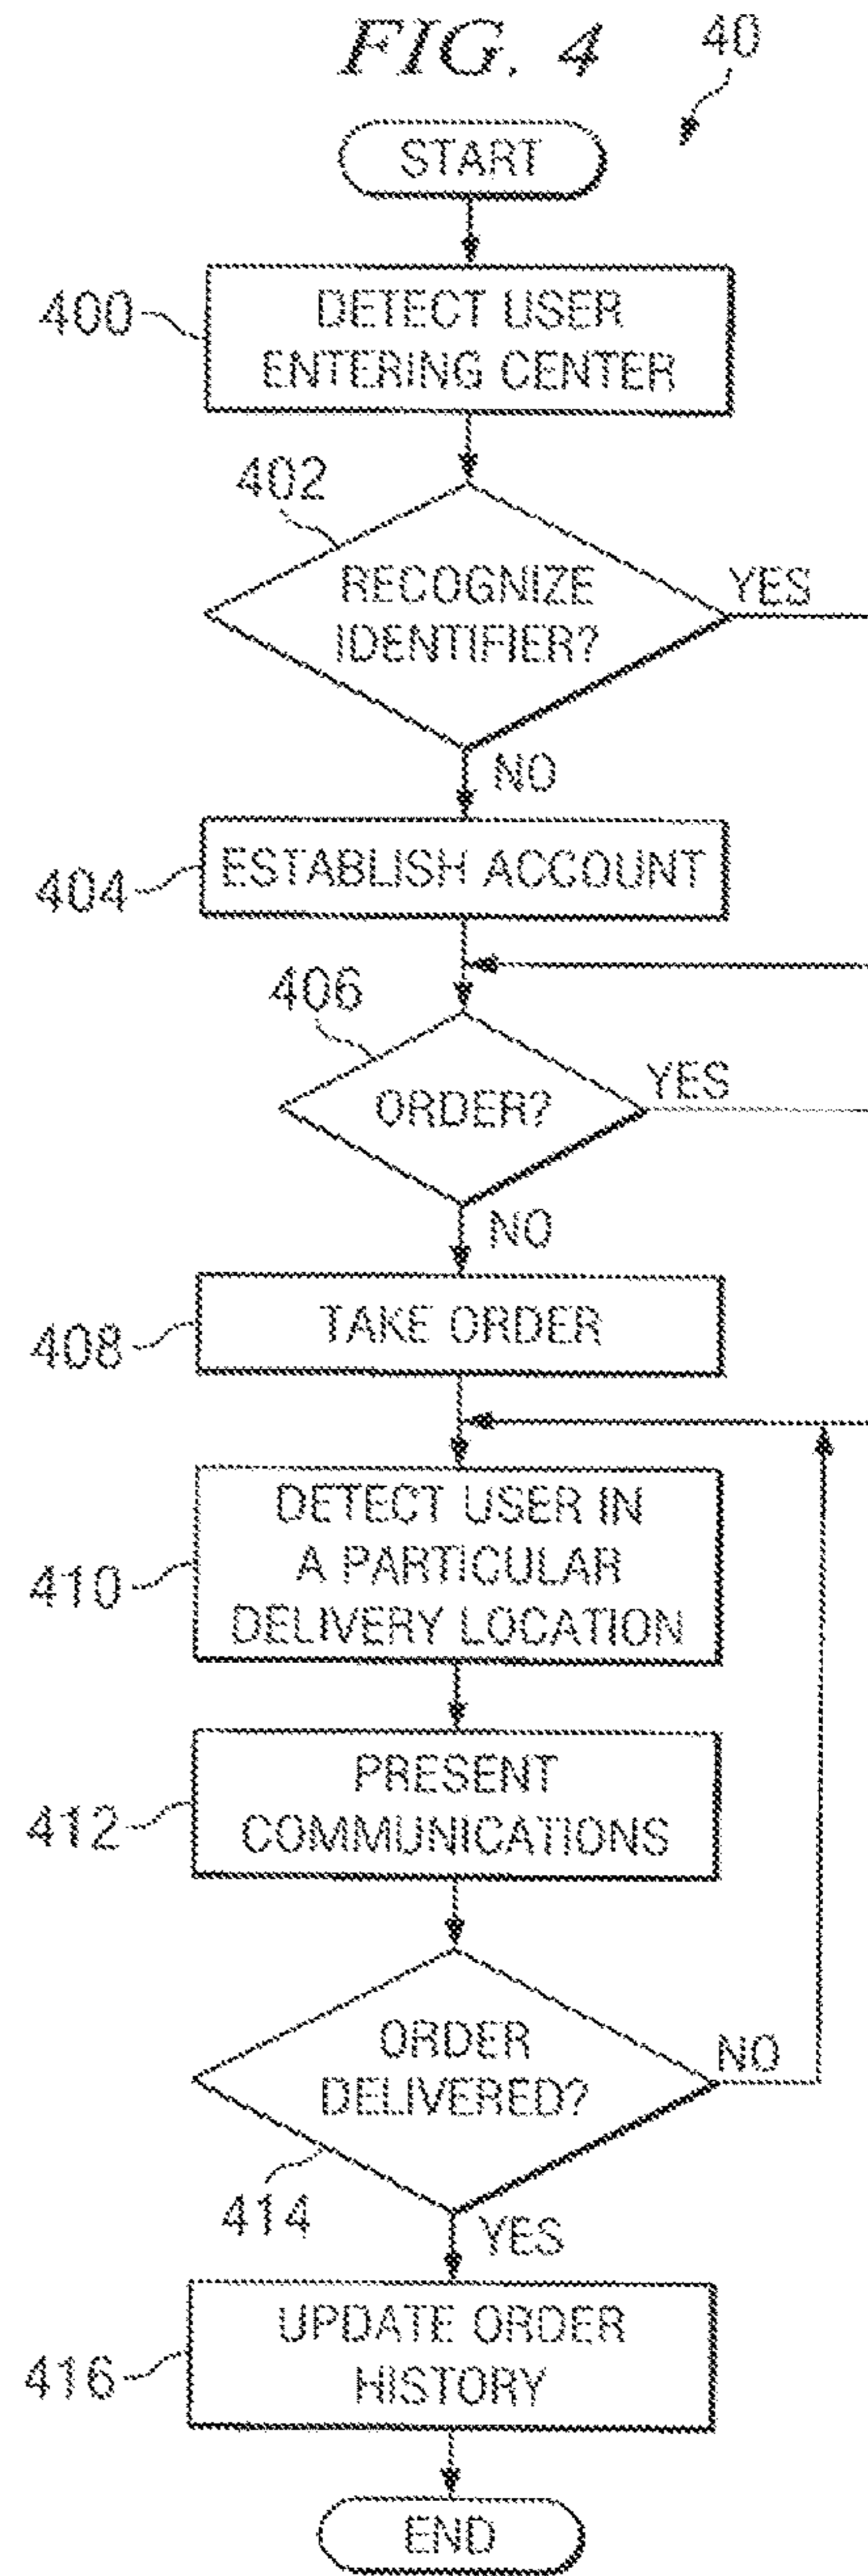 FIG. 4
40
START
400
DETECT USER
ENTERING CENTER
402
RECOGNIZE
IDENTIFIER?
YES
NO
404
ESTABLISH ACCOUNT
406
ORDER?
YES
NO
408
TAKE ORDER
410
DETECT USER IN
A PARTICULAR
DELIVERY LOCATION
412
PRESENT
COMMUNICATIONS
ORDER
DELIVERED?
NO
414
YES
416
UPDATE ORDER
HISTORY
END